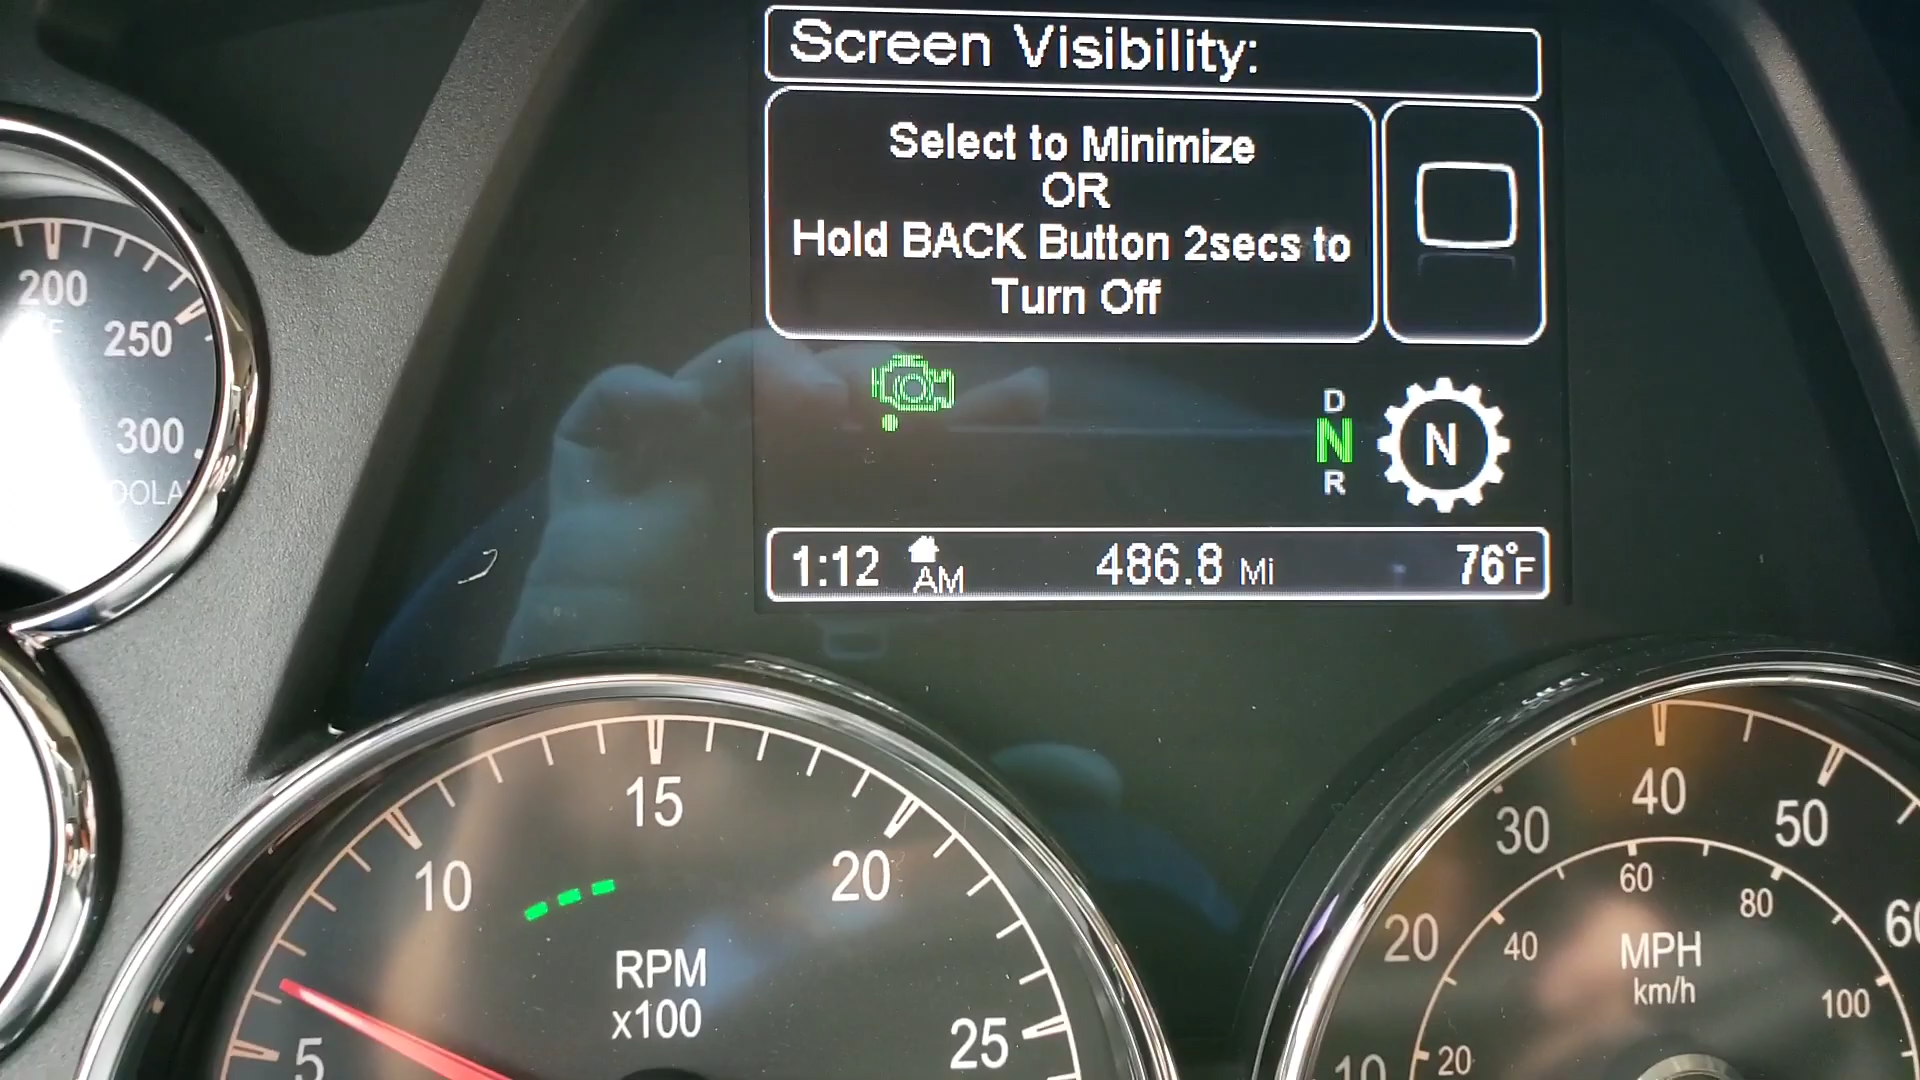 Screen Visibility:
Select to Minimize
OR
Hold BACK Button 2secs to
Turn Off
D
N
R
N
1:12 AM 486.8 Mi 76°F
200
250
300
5
10
15
20
25
RPM
x100
10
20
30
40
50
20
40
60
80
100
MPH
km/h